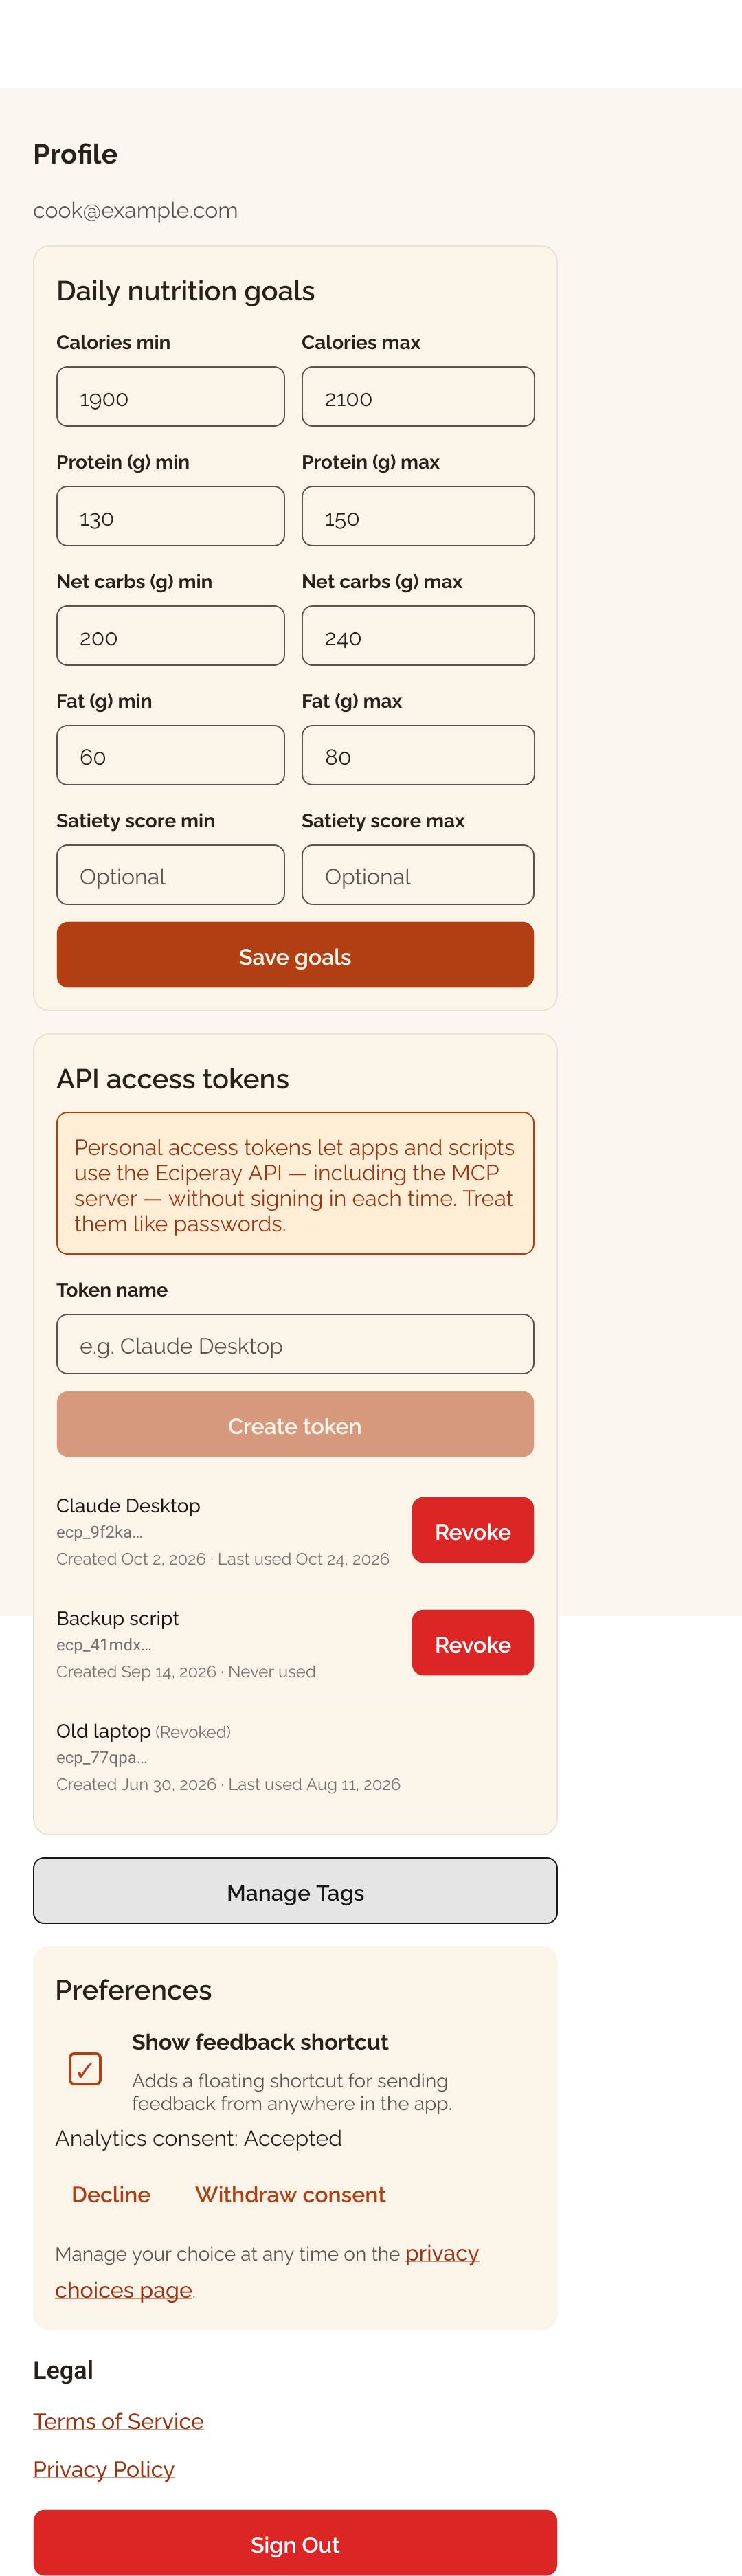 Profile
cook@example.com
Daily nutrition goals
Calories min Calories max
1900 2100
Protein (g) min Protein (g) max
130 150
Net carbs (g) min Net carbs (g) max
200 240
Fat (g) min Fat (g) max
60 80
Satiety score min Satiety score max
Optional Optional
Save goals
API access tokens
Personal access tokens let apps and scripts
use the Eciperay API — including the MCP
server — without signing in each time. Treat
them like passwords.
Token name
e.g. Claude Desktop
Create token
Claude Desktop
ecp_9f2ka…
Created Oct 2, 2026 · Last used Oct 24, 2026
Revoke
Backup script
ecp_41mdx…
Created Sep 14, 2026 · Never used
Revoke
Old laptop (Revoked)
ecp_77qpa…
Created Jun 30, 2026 · Last used Aug 11, 2026
Manage Tags
Preferences
✓ Show feedback shortcut
Adds a floating shortcut for sending
feedback from anywhere in the app.
Analytics consent: Accepted
Decline Withdraw consent
Manage your choice at any time on the privacy
choices page.
Legal
Terms of Service
Privacy Policy
Sign Out